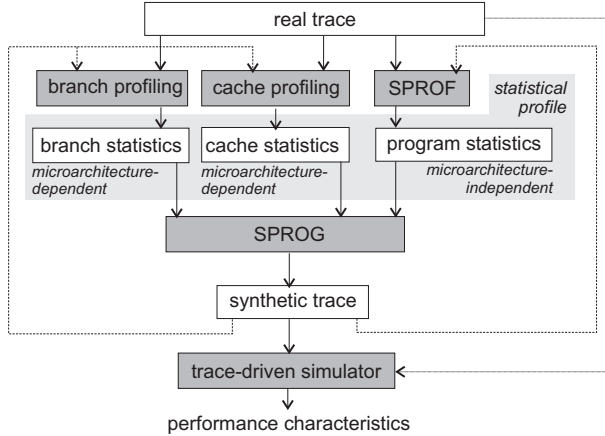 real trace
branch profiling
cache profiling
SPROF
statistical
profile
branch statistics
cache statistics
program statistics
microarchitecture-
dependent
microarchitecture-
dependent
microarchitecture-
independent
SPROG
synthetic trace
trace-driven simulator
performance characteristics